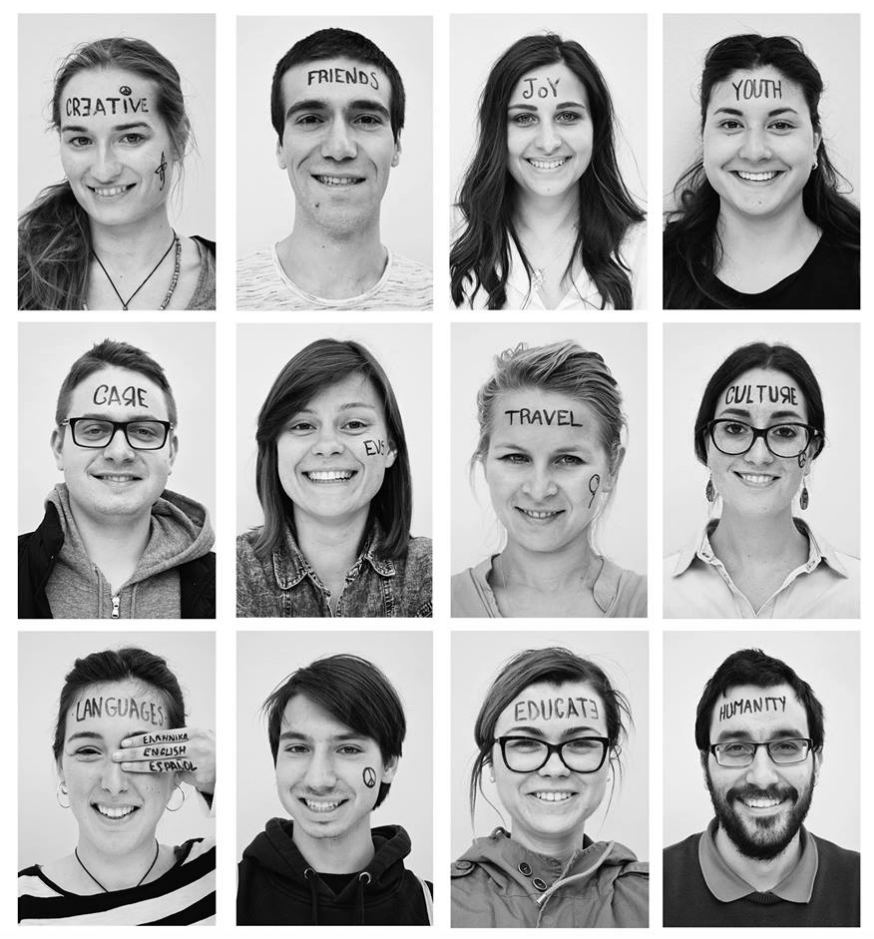 CREATIVE
FRIENDS
JOY
YOUTH
CARE
EVS
TRAVEL
CULTURE
LANGUAGES
ΕΛΛΗΝΙΚΑ
ENGLISH
ESPAÑOL
EDUCATE
HUMANITY